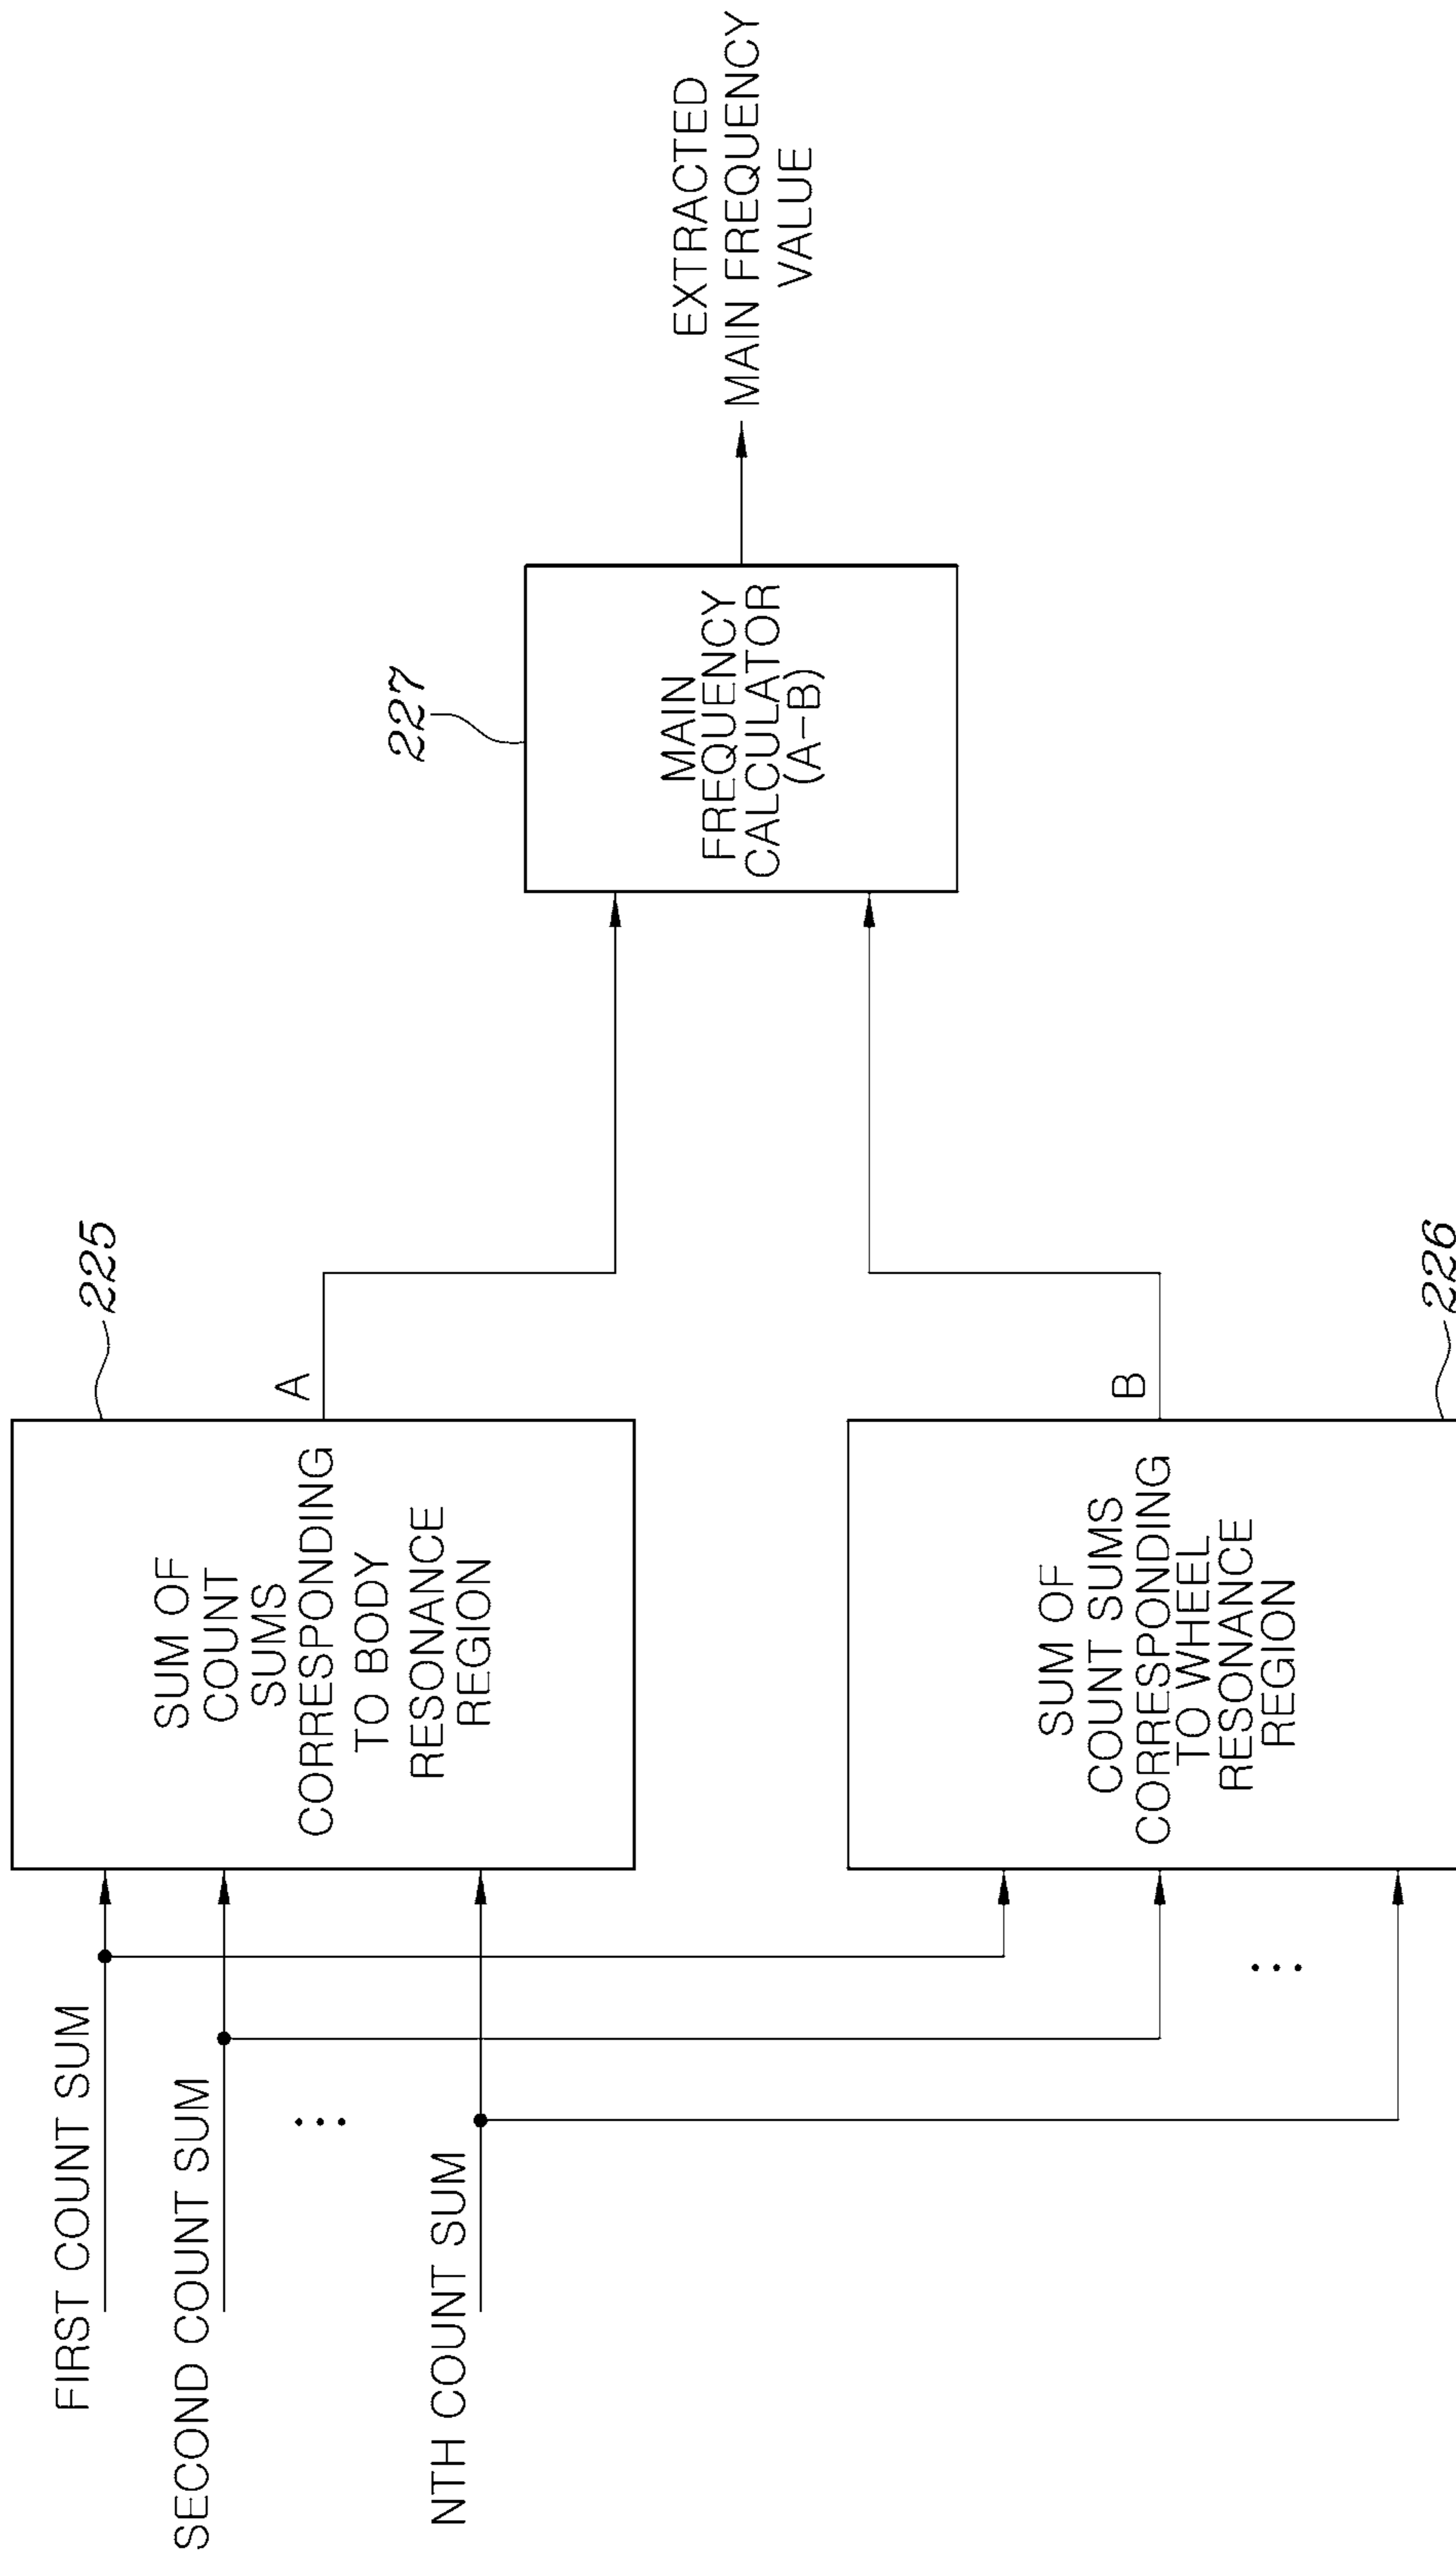 FIRST COUNT SUM
SECOND COUNT SUM
...
NTH COUNT SUM
225
SUM OF
COUNT
SUMS
CORRESPONDING
TO BODY
RESONANCE
REGION
A
226
SUM OF
COUNT SUMS
CORRESPONDING
TO WHEEL
RESONANCE
REGION
B
...
227
MAIN
FREQUENCY
CALCULATOR
(A-B)
EXTRACTED
MAIN FREQUENCY
VALUE